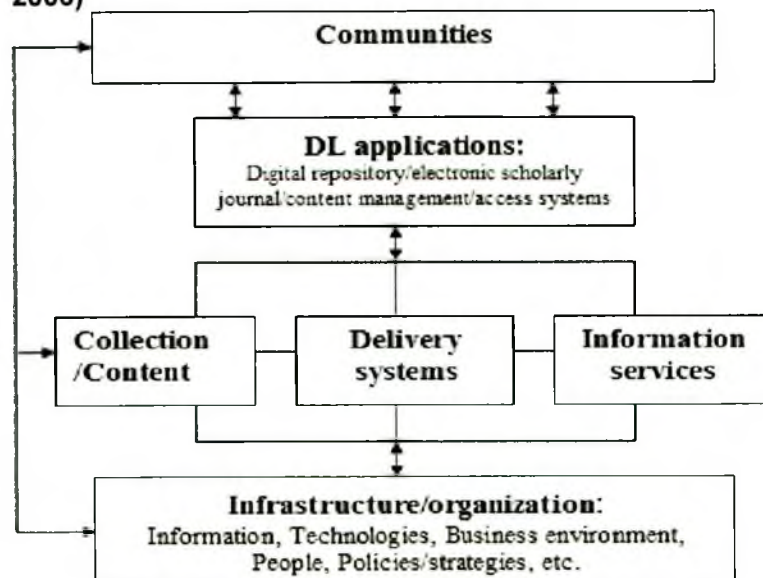 2006)
Communities
DL applications:
Digital repository/electronic scholarly
journal/content management/access systems
Collection
/Content
Delivery
systems
Information
services
Infrastructure/organization:
Information, Technologies, Business environment,
People, Policies/strategies, etc.